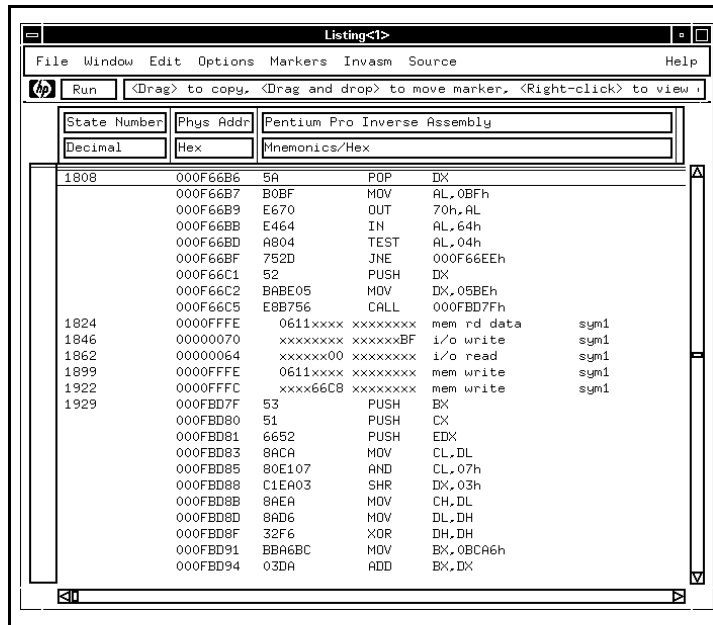 Listing<1>
File Window Edit Options Markers Invasm Source Help
hp Run <Drag> to copy, <Drag and drop> to move marker, <Right-click> to view
State Number Phys Addr Pentium Pro Inverse Assembly
Decimal Hex Mnemonics/Hex
1808 000F66B6 5A POP DX
000F66B7 B0BF MOV AL,0BFh
000F66B9 E670 OUT 70h,AL
000F66BB E464 IN AL,64h
000F66BD A804 TEST AL,04h
000F66BF 752D JNE 000F66EEh
000F66C1 52 PUSH DX
000F66C2 BABE05 MOV DX,05BEh
000F66C5 E8B756 CALL 000FBD7Fh
1824 0000FFFE 0611xxxx xxxxxxxx mem rd data sym1
1846 00000070 xxxxxxxx xxxxxxBF i/o write sym1
1862 00000064 xxxxxx00 xxxxxxxx i/o read sym1
1899 0000FFFE 0611xxxx xxxxxxxx mem write sym1
1922 0000FFFC xxxx66C8 xxxxxxxx mem write sym1
1929 000FBD7F 53 PUSH BX
000FBD80 51 PUSH CX
000FBD81 6652 PUSH EDX
000FBD83 8ACA MOV CL,DL
000FBD85 80E107 AND CL,07h
000FBD88 C1EA03 SHR DX,03h
000FBD8B 8AEA MOV CH,DL
000FBD8D 8AD6 MOV DL,DH
000FBD8F 32F6 XOR DH,DH
000FBD91 BBA6BC MOV BX,0BCA6h
000FBD94 03DA ADD BX,DX